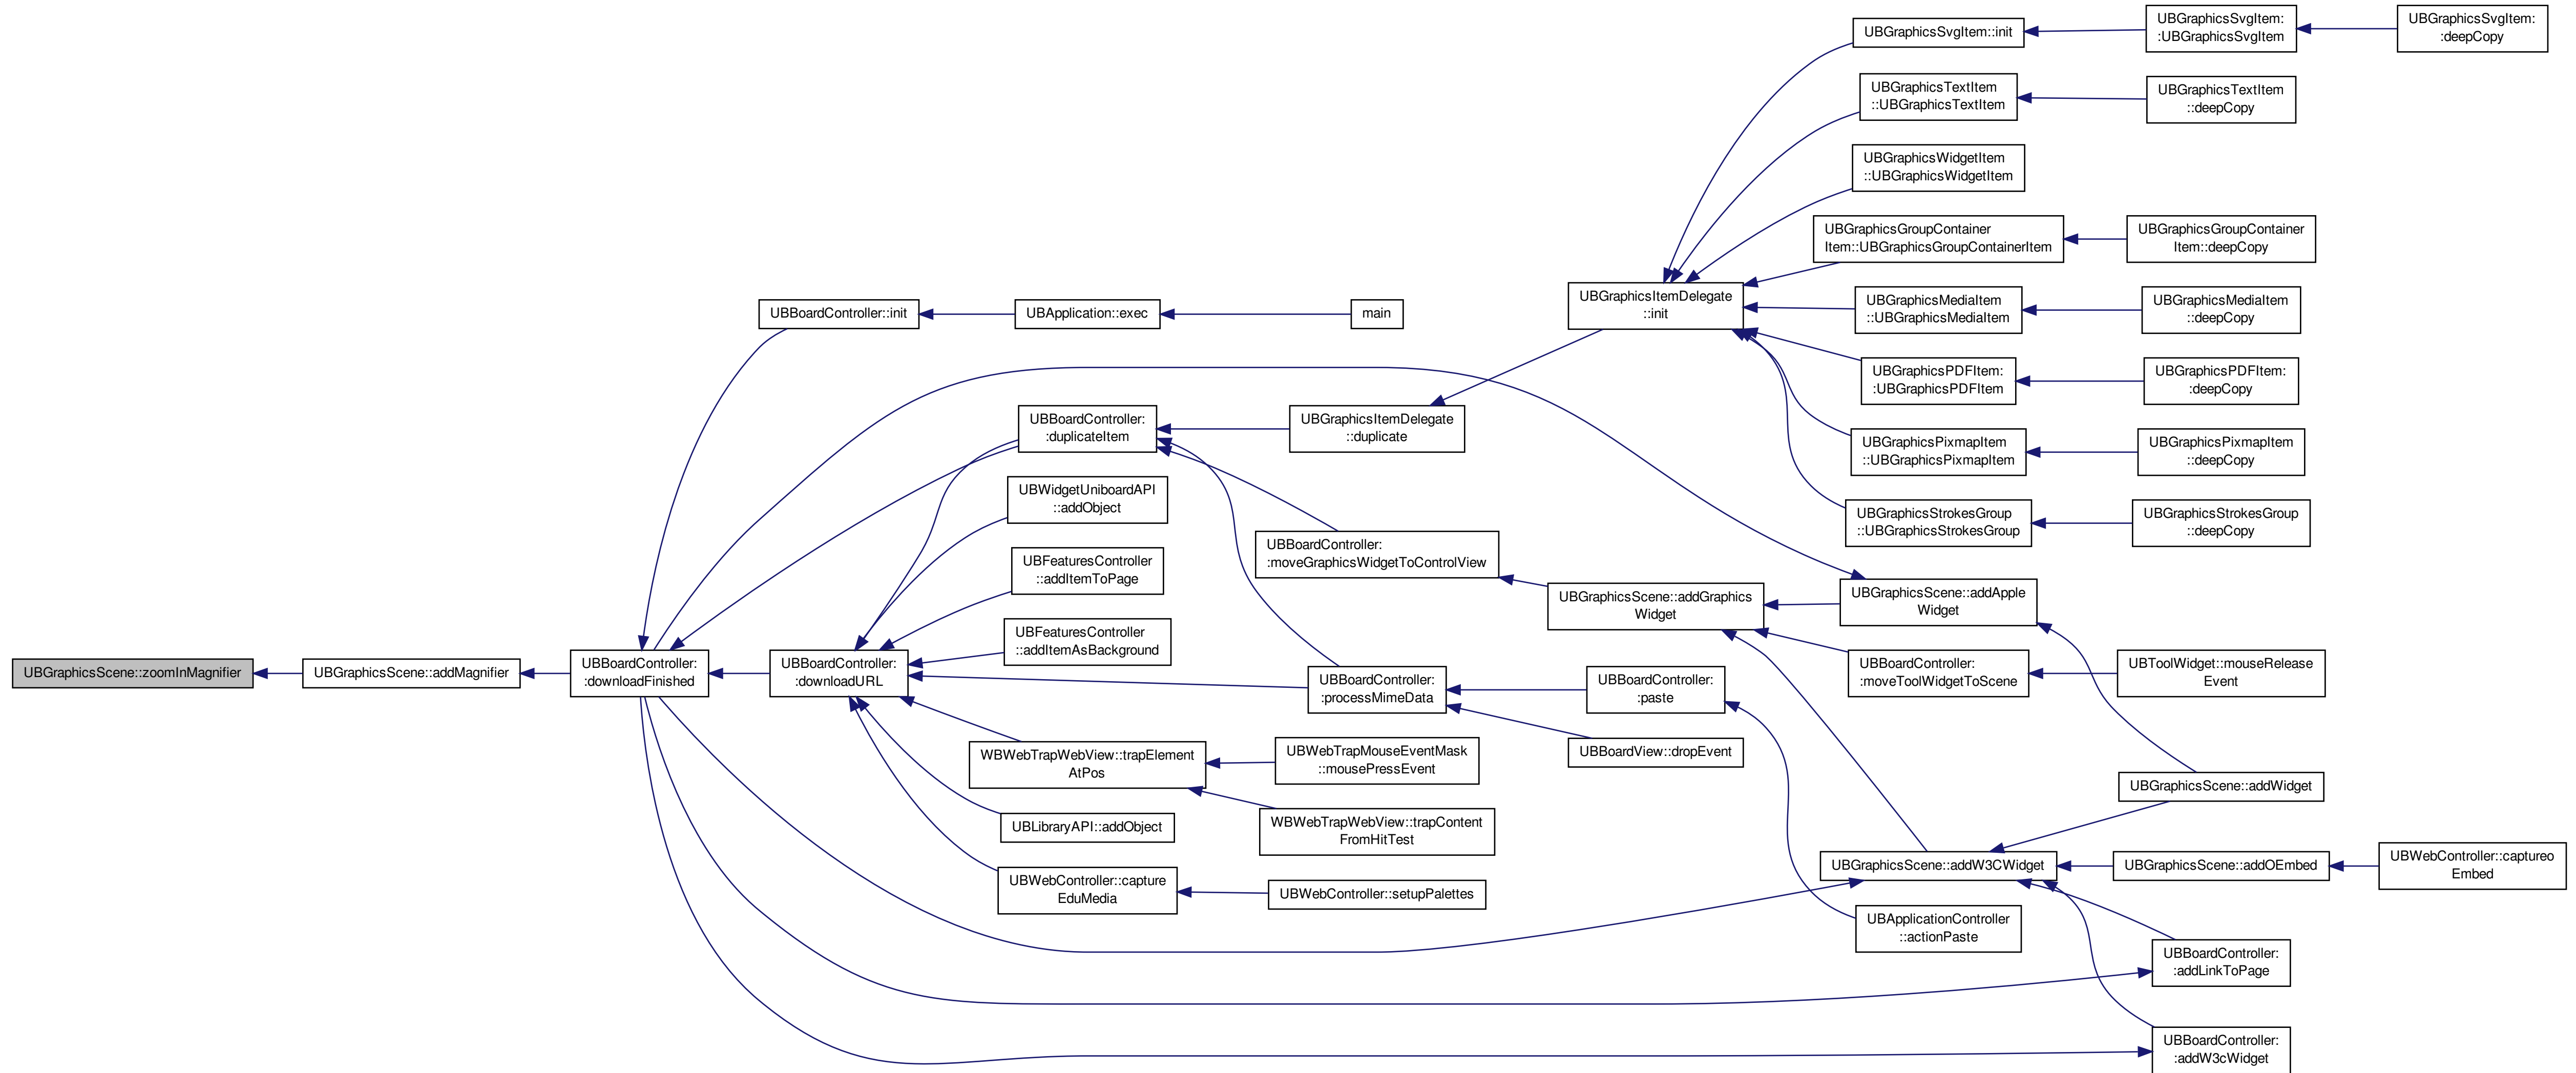 UBGraphicsScene::zoomInMagnifier
UBGraphicsScene::addMagnifier
UBBoardController:
:downloadFinished
UBBoardController::init
UBApplication::exec
main
UBBoardController:
:duplicateItem
UBGraphicsItemDelegate
::duplicate
UBGraphicsItemDelegate
::init
UBGraphicsSvgItem::init
UBGraphicsSvgItem:
:UBGraphicsSvgItem
UBGraphicsSvgItem:
:deepCopy
UBGraphicsTextItem
::UBGraphicsTextItem
UBGraphicsTextItem
::deepCopy
UBGraphicsWidgetItem
::UBGraphicsWidgetItem
UBGraphicsGroupContainer
Item::UBGraphicsGroupContainerItem
UBGraphicsGroupContainer
Item::deepCopy
UBGraphicsMediaItem
::UBGraphicsMediaItem
UBGraphicsMediaItem
::deepCopy
UBGraphicsPDFItem:
:UBGraphicsPDFItem
UBGraphicsPDFItem:
:deepCopy
UBGraphicsPixmapItem
::UBGraphicsPixmapItem
UBGraphicsPixmapItem
::deepCopy
UBGraphicsStrokesGroup
::UBGraphicsStrokesGroup
UBGraphicsStrokesGroup
::deepCopy
UBWidgetUniboardAPI
::addObject
UBFeaturesController
::addItemToPage
UBFeaturesController
::addItemAsBackground
UBBoardController:
:downloadURL
UBBoardController:
:moveGraphicsWidgetToControlView
UBGraphicsScene::addGraphics
Widget
UBGraphicsScene::addApple
Widget
UBBoardController:
:moveToolWidgetToScene
UBToolWidget::mouseRelease
Event
UBBoardController:
:processMimeData
UBBoardController:
:paste
UBBoardView::dropEvent
WBWebTrapWebView::trapElement
AtPos
UBWebTrapMouseEventMask
::mousePressEvent
WBWebTrapWebView::trapContent
FromHitTest
UBLibraryAPI::addObject
UBWebController::capture
EduMedia
UBWebController::setupPalettes
UBGraphicsScene::addWidget
UBGraphicsScene::addW3CWidget
UBGraphicsScene::addOEmbed
UBWebController::captureo
Embed
UBApplicationController
::actionPaste
UBBoardController:
:addLinkToPage
UBBoardController:
:addW3cWidget